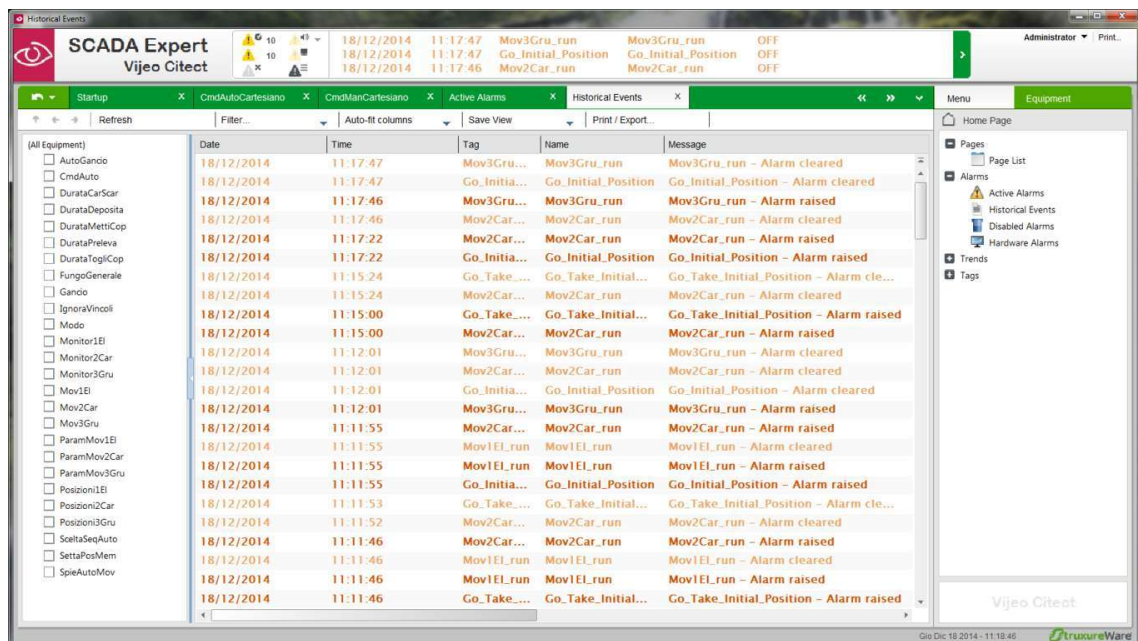 Historical Events
SCADA Expert
Vijeo Citect
10
10
18/12/2014 11:17:47 Mov3Gru_run Mov3Gru_run OFF
18/12/2014 11:17:47 Go_Initial_Position Go_Initial_Position OFF
18/12/2014 11:17:46 Mov2Car_run Mov2Car_run OFF
Administrator Print...
Startup X CmdAutoCartesiano X CmdManCartesiano X Active Alarms X Historical Events X
Menu Equipment
Refresh Filter... Auto-fit columns Save View Print / Export...
Home Page
(All Equipment)
AutoGancio
CmdAuto
DurataCarScar
DurataDeposita
DurataMettiCop
DurataPreleva
DurataTogliCop
FungoGenerale
Gancio
IgnoraVincoli
Modo
Monitor1El
Monitor2Car
Monitor3Gru
Mov1El
Mov2Car
Mov3Gru
ParamMov1El
ParamMov2Car
ParamMov3Gru
Posizioni1El
Posizioni2Car
Posizioni3Gru
SceltaSeqAuto
SettaPosMem
SpieAutoMov
Date Time Tag Name Message
18/12/2014 11:17:47 Mov3Gru... Mov3Gru_run Mov3Gru_run - Alarm cleared
18/12/2014 11:17:47 Go_Initia... Go_Initial_Position Go_Initial_Position - Alarm cleared
18/12/2014 11:17:46 Mov3Gru... Mov3Gru_run Mov3Gru_run - Alarm raised
18/12/2014 11:17:46 Mov2Car... Mov2Car_run Mov2Car_run - Alarm cleared
18/12/2014 11:17:22 Mov2Car... Mov2Car_run Mov2Car_run - Alarm raised
18/12/2014 11:17:22 Go_Initia... Go_Initial_Position Go_Initial_Position - Alarm raised
18/12/2014 11:15:24 Go_Take_... Go_Take_Initial... Go_Take_Initial_Position - Alarm cle...
18/12/2014 11:15:24 Mov2Car... Mov2Car_run Mov2Car_run - Alarm cleared
18/12/2014 11:15:00 Go_Take_... Go_Take_Initial... Go_Take_Initial_Position - Alarm raised
18/12/2014 11:15:00 Mov2Car... Mov2Car_run Mov2Car_run - Alarm raised
18/12/2014 11:12:01 Mov3Gru... Mov3Gru_run Mov3Gru_run - Alarm cleared
18/12/2014 11:12:01 Mov2Car... Mov2Car_run Mov2Car_run - Alarm cleared
18/12/2014 11:12:01 Go_Initia... Go_Initial_Position Go_Initial_Position - Alarm cleared
18/12/2014 11:12:01 Mov3Gru... Mov3Gru_run Mov3Gru_run - Alarm raised
18/12/2014 11:11:55 Mov2Car... Mov2Car_run Mov2Car_run - Alarm raised
18/12/2014 11:11:55 Mov1El_run Mov1El_run Mov1El_run - Alarm cleared
18/12/2014 11:11:55 Mov1El_run Mov1El_run Mov1El_run - Alarm raised
18/12/2014 11:11:55 Go_Initia... Go_Initial_Position Go_Initial_Position - Alarm raised
18/12/2014 11:11:53 Go_Take_... Go_Take_Initial... Go_Take_Initial_Position - Alarm cle...
18/12/2014 11:11:52 Mov2Car... Mov2Car_run Mov2Car_run - Alarm cleared
18/12/2014 11:11:46 Mov2Car... Mov2Car_run Mov2Car_run - Alarm raised
18/12/2014 11:11:46 Mov1El_run Mov1El_run Mov1El_run - Alarm cleared
18/12/2014 11:11:46 Mov1El_run Mov1El_run Mov1El_run - Alarm raised
18/12/2014 11:11:46 Go_Take_... Go_Take_Initial... Go_Take_Initial_Position - Alarm raised
Pages
Page List
Alarms
Active Alarms
Historical Events
Disabled Alarms
Hardware Alarms
Trends
Tags
Vijeo Citect
Gio Dic 18 2014 - 11:18:46 StruxureWare